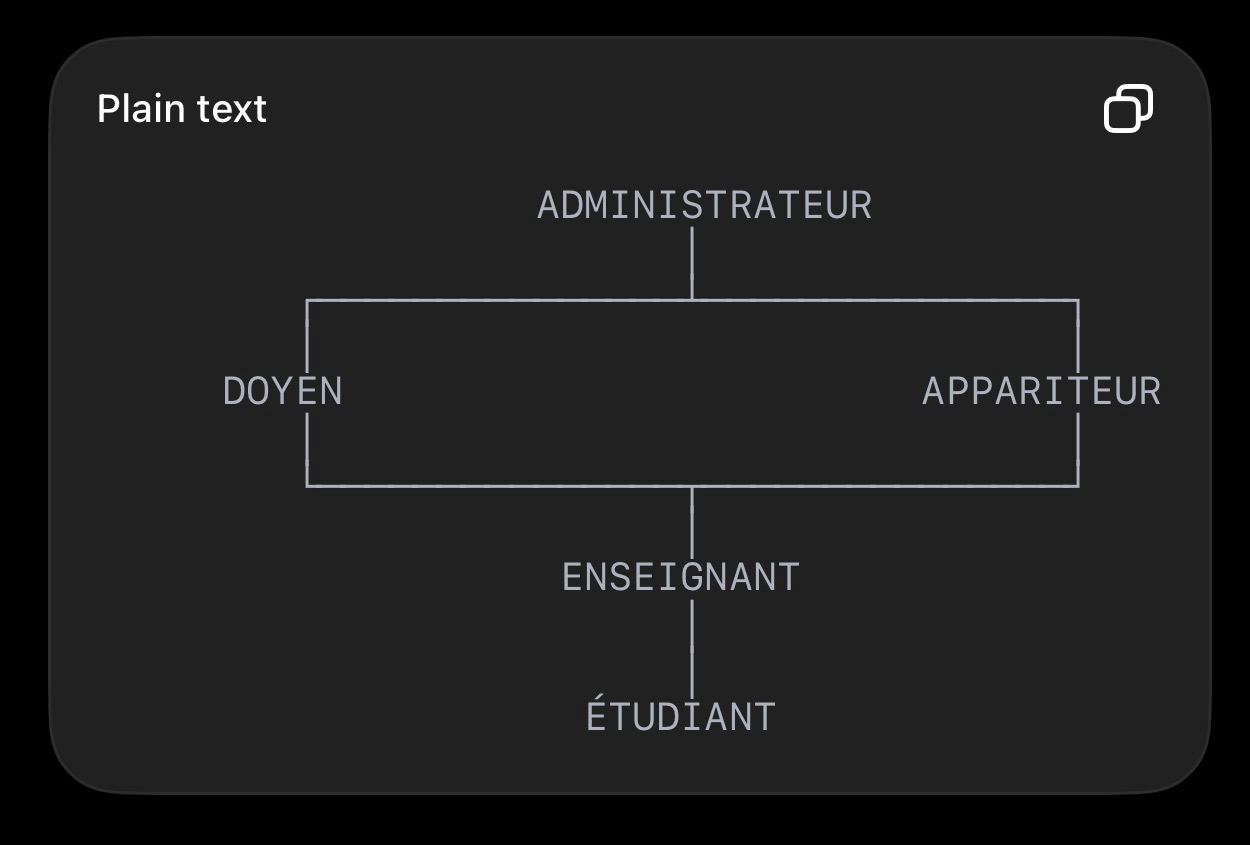 Plain text
ADMINISTRATEUR
DOYEN APPARITEUR
ENSEIGNANT
ÉTUDIANT